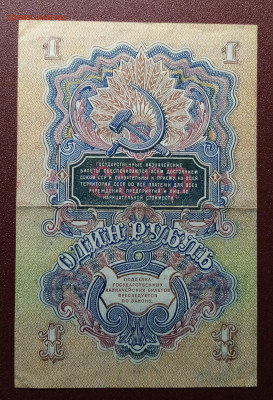 1 1
ГОСУДАРСТВЕННЫЕ КАЗНАЧЕЙСКИЕ
БИЛЕТЫ ОБЕСПЕЧИВАЮТСЯ ВСЕМ ДОСТОЯНИЕМ
СОЮЗА ССР И ОБЯЗАТЕЛЬНЫ К ПРИЕМУ НА ВСЕЙ
ТЕРРИТОРИИ СССР ВО ВСЕ ПЛАТЕЖИ ДЛЯ ВСЕХ
УЧРЕЖДЕНИЙ, ПРЕДПРИЯТИЙ И ЛИЦ ПО
НАРИЦАТЕЛЬНОЙ СТОИМОСТИ.
ОДИН РУБЛЬ
ПОДДЕЛКА
ГОСУДАРСТВЕННЫХ
КАЗНАЧЕЙСКИХ БИЛЕТОВ
ПРЕСЛЕДУЕТСЯ
ПО ЗАКОНУ.
1 1